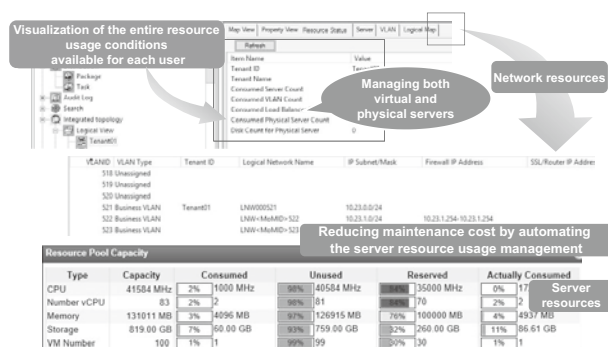 Visualization of the entire resource
usage conditions
available for each user
Map View Property View Resource Status Server VLAN Logical Map
Refresh
Item Name Value
Tenant ID
Tenant Name
Consumed Server Count
Consumed VLAN Count
Consumed Load Balancer
Consumed Physical Server Count
Disk Count for Physical Server 0
Package
Task
Audit Log
Search
Integrated topology
Logical View
Tenant01
Managing both
virtual and
physical servers
Network resources
VLANID VLAN Type Tenant ID Logical Network Name IP Subnet/Mask Firewall IP Address SSL/Router IP Addres
518 Unassigned
519 Unassigned
520 Unassigned
521 Business VLAN Tenant01 LNW000521 10.23.0.0/24
522 Business VLAN LNW<MoMID>522 10.23.1.0/24 10.23.1.254-10.23.1.254
523 Business VLAN LNW<MoMID>523
Reducing maintenance cost by automating
the server resource usage management
Resource Pool Capacity
Type Capacity Consumed Unused Reserved Actually Consumed
CPU 41584 MHz 2% 1000 MHz 98% 40584 MHz 84% 35000 MHz 0% 17
Number vCPU 83 2% 2 98% 81 84% 70 2% 2
Memory 131011 MB 3% 4096 MB 97% 126915 MB 76% 100000 MB 4% 4937 MB
Storage 819.00 GB 7% 60.00 GB 93% 759.00 GB 32% 260.00 GB 11% 86.61 GB
VM Number 100 1% 1 99% 99 30% 30 1% 1
Server
resources